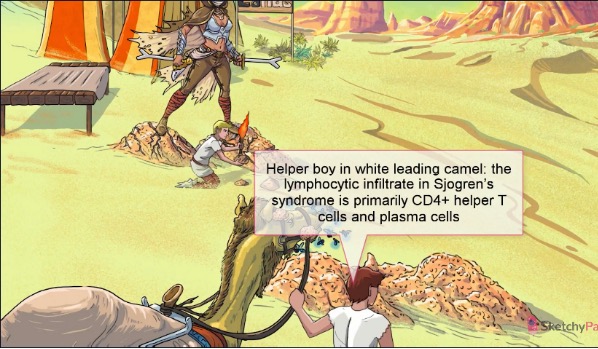 Helper boy in white leading camel: the
lymphocytic infiltrate in Sjogren's
syndrome is primarily CD4+ helper T
cells and plasma cells
SketchyPa